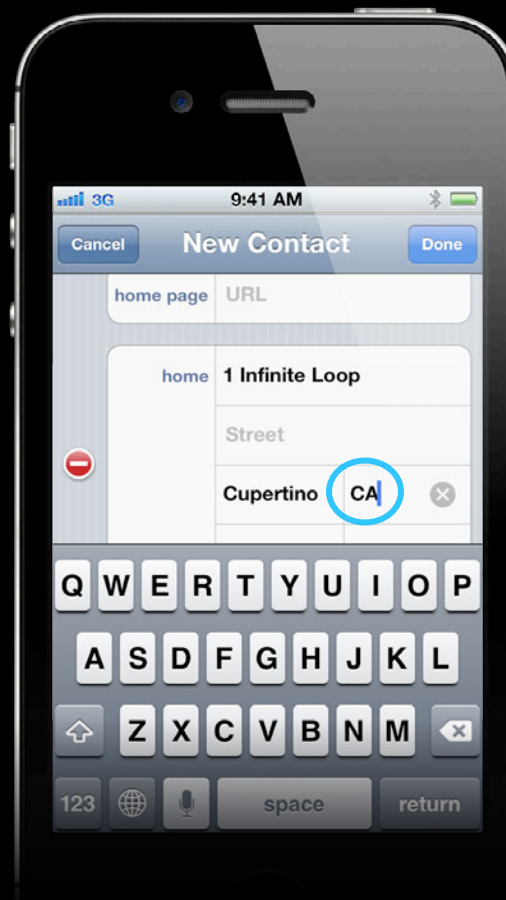 3G 9:41 AM
Cancel New Contact Done
home page URL
home 1 Infinite Loop
Street
Cupertino CA
Q W E R T Y U I O P
A S D F G H J K L
Z X C V B N M
123 space return